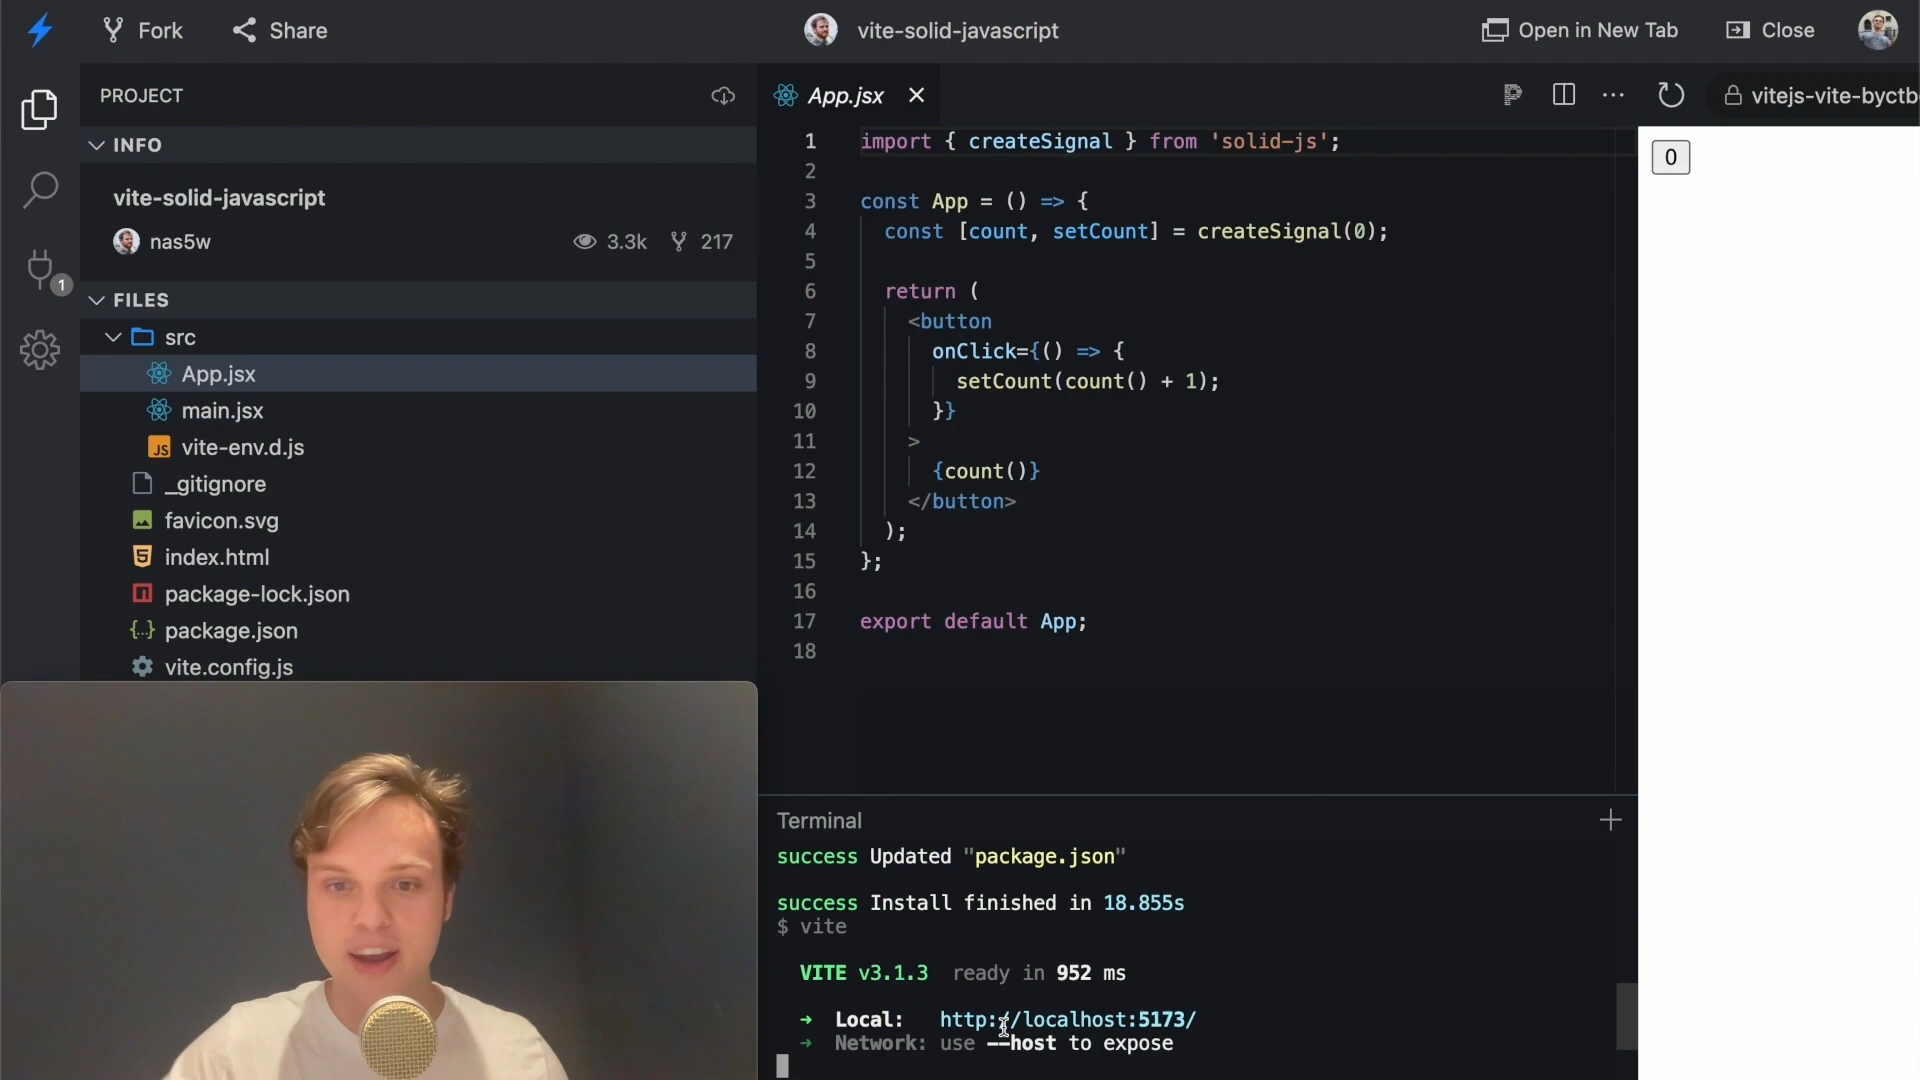 Fork
Share
vite-solid-javascript
Open in New Tab
Close
PROJECT
INFO
vite-solid-javascript
nas5w
3.3k
217
1
FILES
src
App.jsx
main.jsx
vite-env.d.js
_gitignore
favicon.svg
index.html
package-lock.json
package.json
vite.config.js
App.jsx
1 import { createSignal } from 'solid-js';
2
3 const App = () => {
4 const [count, setCount] = createSignal(0);
5
6 return (
7 <button
8 onClick={() => {
9 setCount(count() + 1);
10 }}
11 >
12 {count()}
13 </button>
14 );
15 };
16
17 export default App;
18
vitejs-vite-byctb
0
Terminal
success Updated "package.json"
success Install finished in 18.855s
$ vite
VITE v3.1.3 ready in 952 ms
➜ Local: http://localhost:5173/
➜ Network: use --host to expose